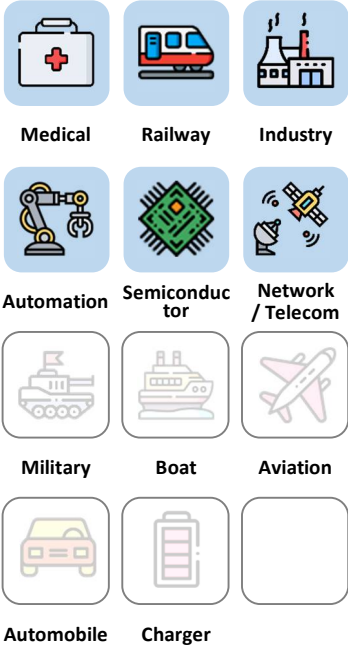 Medical Railway Industry
Automation Semiconduc
tor Network
/ Telecom
Military Boat Aviation
Automobile Charger